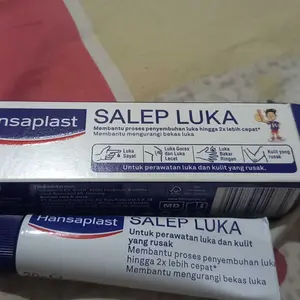 Hansaplast
SALEP LUKA
Membantu proses penyembuhan luka hingga 2x lebih cepat*
Membantu mengurangi bekas luka
Luka Sayat
Luka Gores dan Luka Lecet
Luka Bakar Ringan
Kulit yang rusak
Untuk perawatan luka dan kulit yang rusak.
MD
Hansaplast
SALEP LUKA
Untuk perawatan luka dan kulit
yang rusak
Membantu proses penyembuhan luka
hingga 2x lebih cepat*
Membantu mengurangi bekas luka